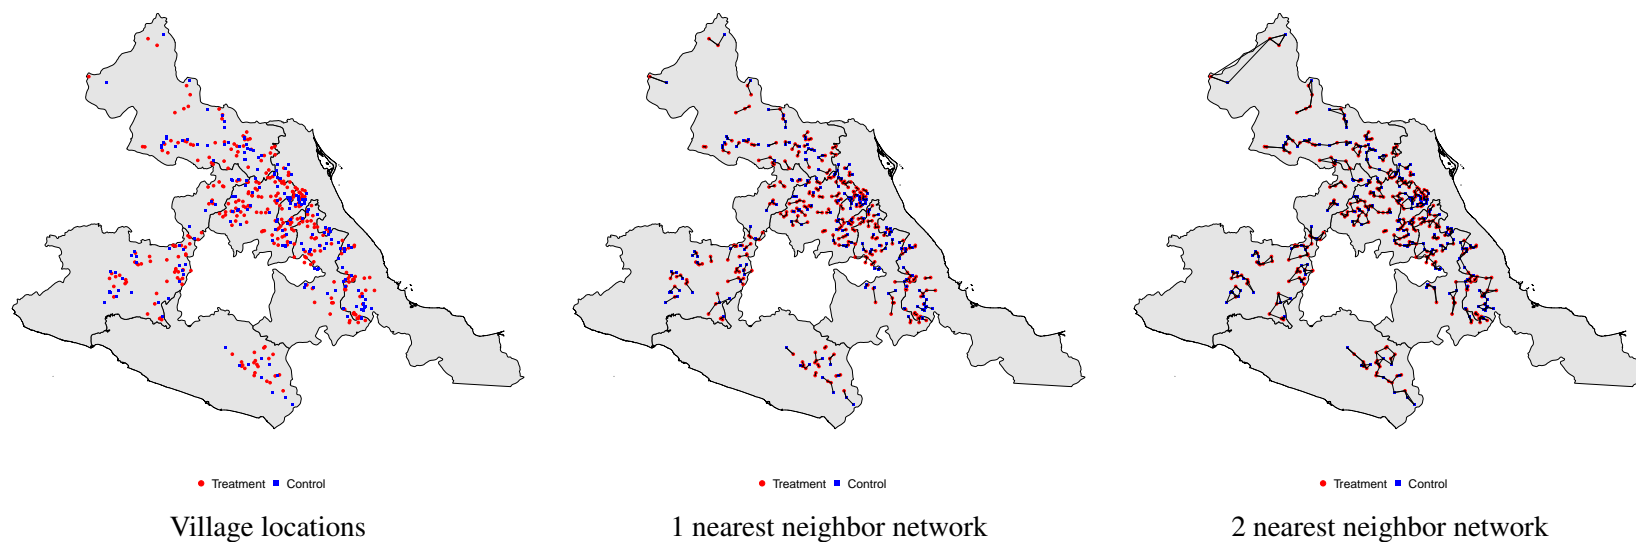 Treatment Control
Treatment Control
Treatment Control
Village locations
1 nearest neighbor network
2 nearest neighbor network